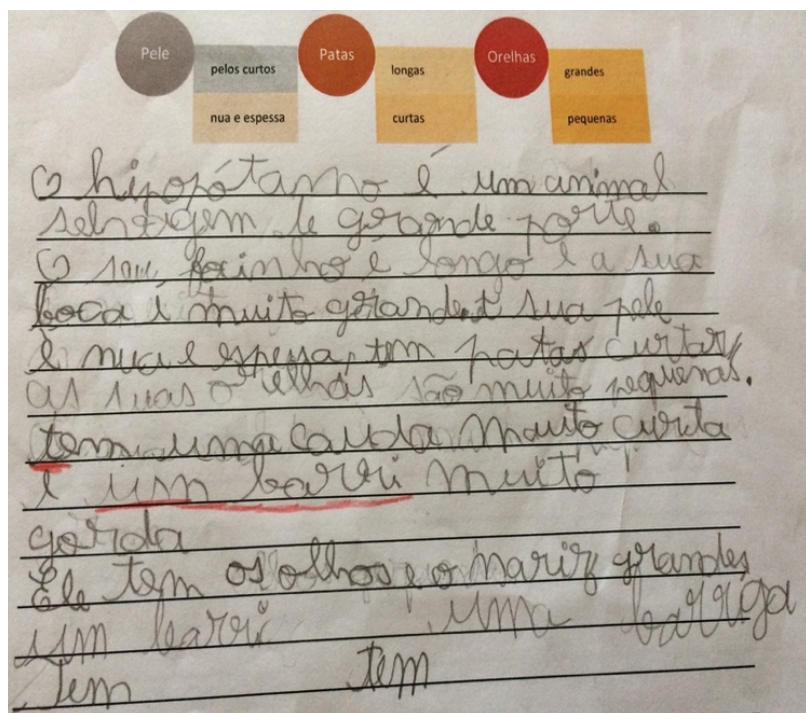 Pele Patas Orelhas
pelos curtos longas grandes
nua e espessa curtas pequenas
O hipopótamo é um animal
selvagem de grande porte.
O seu focinho é longo e a sua
boca é muito grande. A sua pele
é nua e espessa, tem patas curtas,
as suas orelhas são muito pequenas.
tem uma cauda muito curta
e um barri muito
gorda
Ele tem os olhos e o nariz grandes,
um barri uma barriga
Tem tem